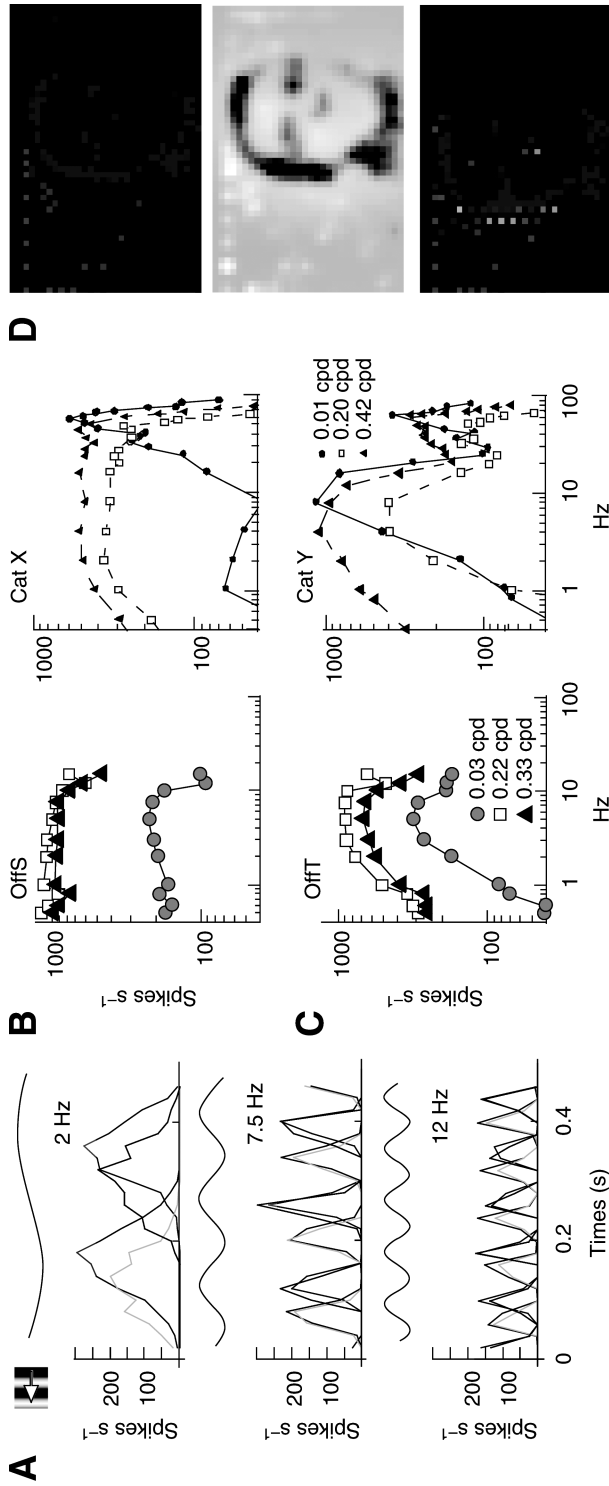 A
2 Hz
200
100
Spikes s⁻¹
7.5 Hz
200
100
Spikes s⁻¹
12 Hz
200
100
Spikes s⁻¹
0 0.2 0.4
Times (s)
B
OffS
1000
100
Spikes s⁻¹
Cat X
1000
100
C
OffT
1000
100
Spikes s⁻¹
0.03 cpd
0.22 cpd
0.33 cpd
1 10 100
Hz
Cat Y
1000
100
0.01 cpd
0.20 cpd
0.42 cpd
1 10 100
Hz
D